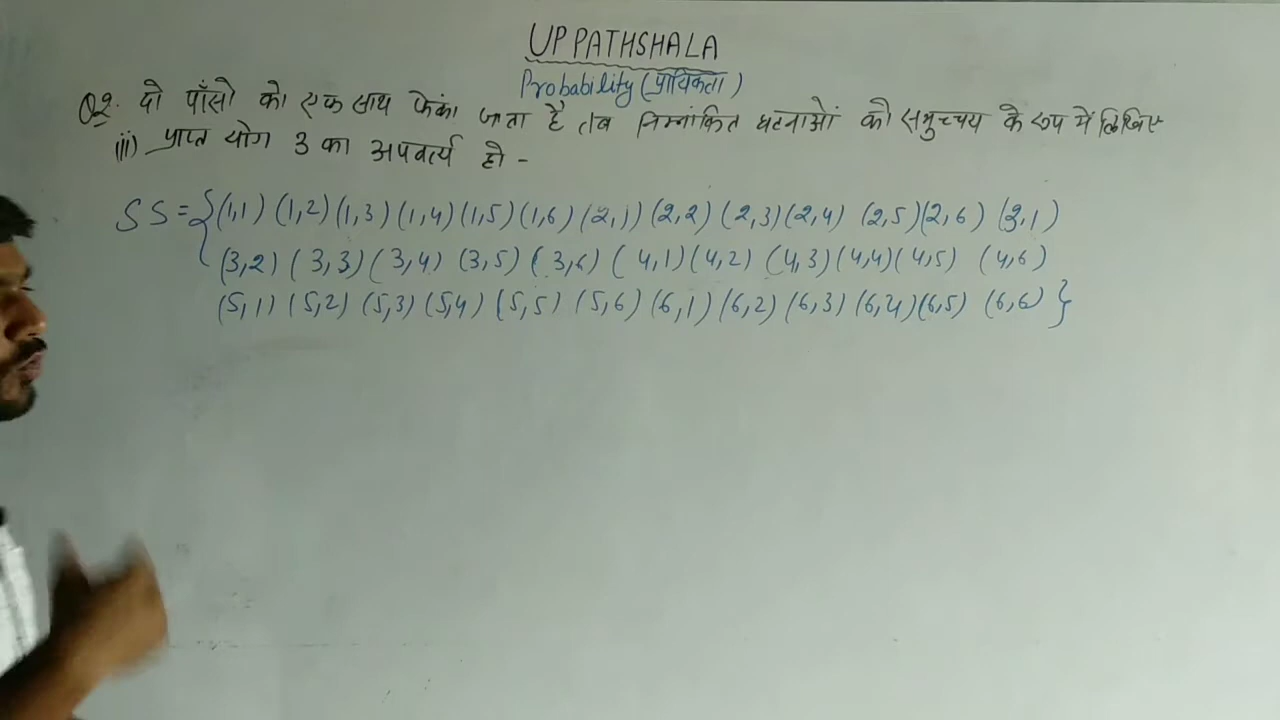 UP PATHSHALA
Probability (प्रायिकता)
Q2. दो पाँसो को एक साथ फेकां जाता है तब निम्नांकित घटनाओं को समुच्चय के रूप में लिखिए
(iii) प्राप्त योग 3 का अपवर्त्य हो -
SS = {(1,1) (1,2) (1,3) (1,4) (1,5) (1,6) (2,1) (2,2) (2,3) (2,4) (2,5) (2,6) (3,1)
(3,2) (3,3) (3,4) (3,5) (3,6) (4,1) (4,2) (4,3) (4,4) (4,5) (4,6)
(5,1) (5,2) (5,3) (5,4) (5,5) (5,6) (6,1) (6,2) (6,3) (6,4) (6,5) (6,6) }